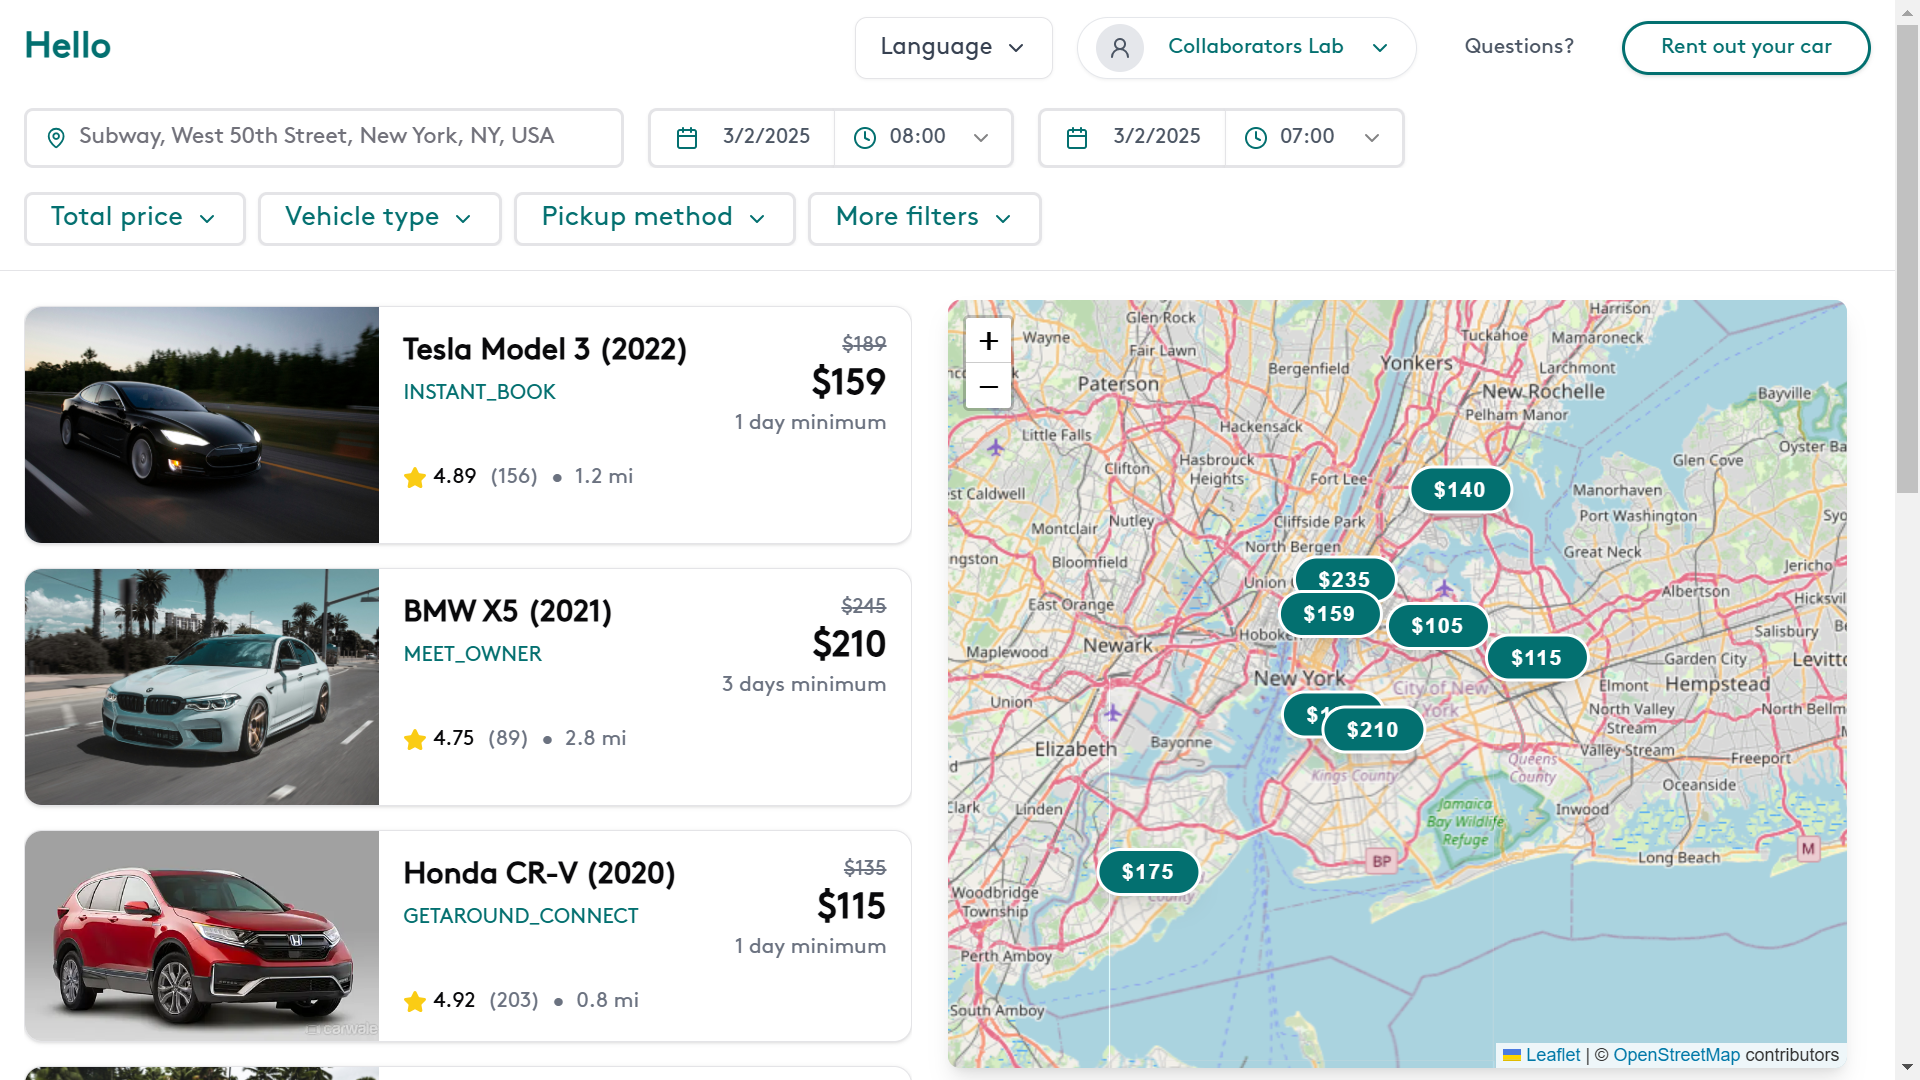 Hello
Language
Collaborators Lab
Questions?
Rent out your car
Subway, West 50th Street, New York, NY, USA
3/2/2025
08:00
3/2/2025
07:00
Total price
Vehicle type
Pickup method
More filters
Tesla Model 3 (2022)
$189
$159
INSTANT_BOOK
1 day minimum
4.89 (156) • 1.2 mi
BMW X5 (2021)
$245
$210
MEET_OWNER
3 days minimum
4.75 (89) • 2.8 mi
Honda CR-V (2020)
$135
$115
GETAROUND_CONNECT
1 day minimum
4.92 (203) • 0.8 mi
carwale
+
−
Glen Rock
Harrison
Wayne
Tuckahoe
Mamaroneck
Fair Lawn
Yonkers
Bergenfield
Larchmont
Paterson
New Rochelle
Bayville
Pelham Manor
Little Falls
Hackensack
Oyster Ba
Clifton
Hasbrouck
Heights
Glen Cove
Fort Lee
$140
st Caldwell
Manorhaven
Nutley
Montclair
Cliffside Park
Port Washington
Syo
North Bergen
Great Neck
ngston
Bloomfield
Jericho
Union
$235
Albertson
East Orange
Hicksvil
$159
$105
Hobok
Newark
Salisbury
Be
Maplewood
$115
Garden City
Levitt
New York
City of New
York
Elmont
Hempstead
Union
North Valley
Stream
North Bellm
$1
$210
Elizabeth
Bayonne
Valley Stream
Queens
County
Freeport
d
Kings County
Oceanside
Clark
Linden
Jamaica
Bay Wildlife
Refuge
Inwood
BP
M
Long Beach
$175
Woodbridge
Township
County
Perth Amboy
South Amboy
Leaflet | © OpenStreetMap contributors